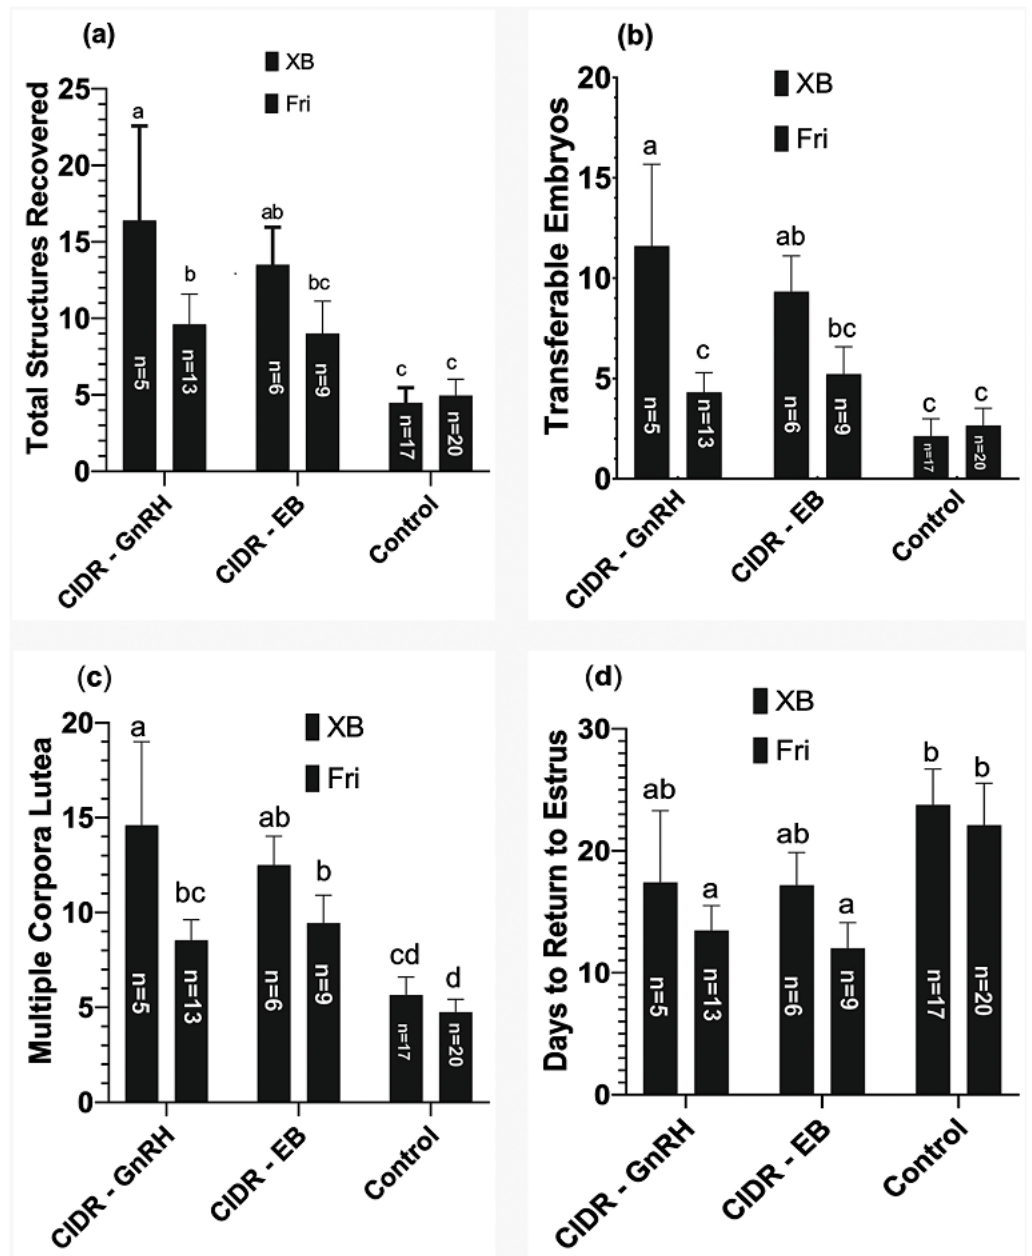 (a)
XB
Fri
Total Structures Recovered
25
20
15
10
5
0
a
b
ab
bc
c
c
n=5
n=13
n=6
n=9
n=17
n=20
CIDR - GnRH
CIDR - EB
Control
(b)
XB
Fri
Transferable Embryos
20
15
10
5
0
a
c
ab
bc
c
c
n=5
n=13
n=6
n=9
n=17
n=20
CIDR - GnRH
CIDR - EB
Control
(c)
XB
Fri
Multiple Corpora Lutea
20
15
10
5
0
a
bc
ab
b
cd
d
n=5
n=13
n=6
n=9
n=17
n=20
CIDR - GnRH
CIDR - EB
Control
(d)
XB
Fri
Days to Return to Estrus
30
20
10
0
ab
a
ab
a
b
b
n=5
n=13
n=6
n=9
n=17
n=20
CIDR - GnRH
CIDR - EB
Control